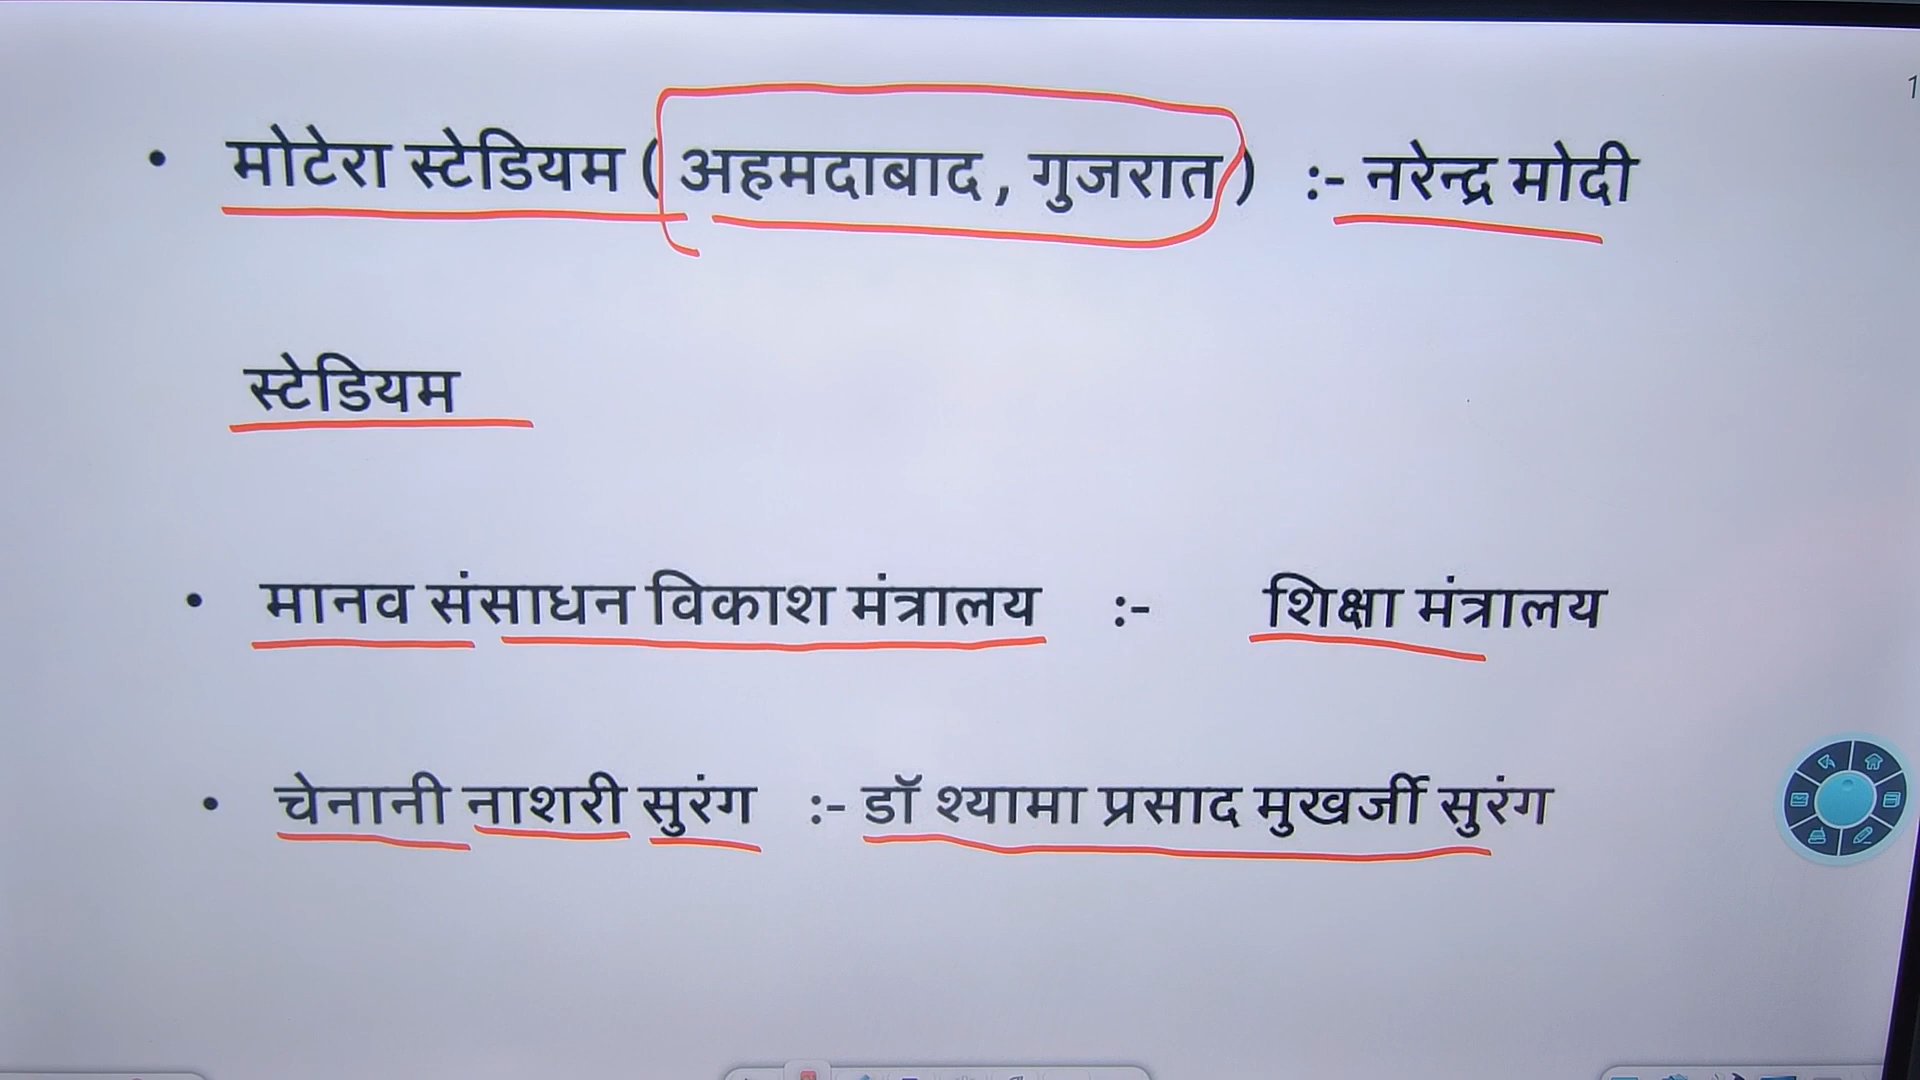 • मोटेरा स्टेडियम ( अहमदाबाद , गुजरात ) :- नरेन्द्र मोदी
स्टेडियम
• मानव संसाधन विकाश मंत्रालय :- शिक्षा मंत्रालय
• चेनानी नाशरी सुरंग :- डॉ श्यामा प्रसाद मुखर्जी सुरंग